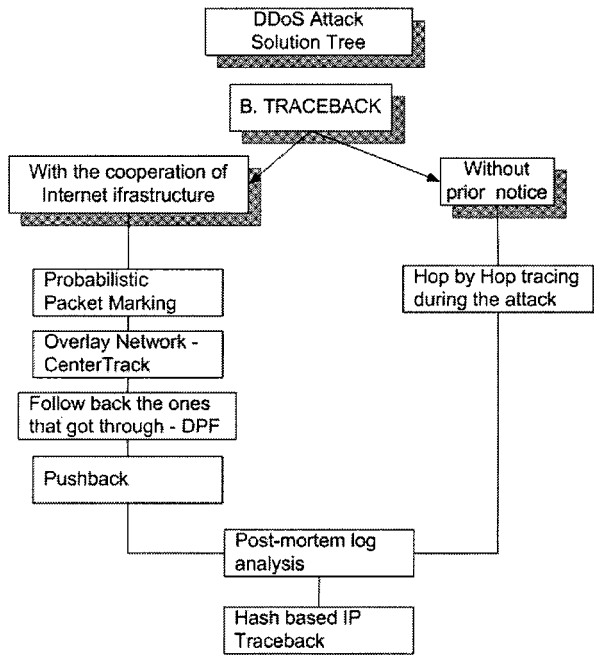 DDoS Attack
Solution Tree
B. TRACEBACK
With the cooperation of
Internet ifrastructure
Without
prior notice
Probabilistic
Packet Marking
Hop by Hop tracing
during the attack
Overlay Network -
CenterTrack
Follow back the ones
that got through - DPF
Pushback
Post-mortem log
analysis
Hash based IP
Traceback